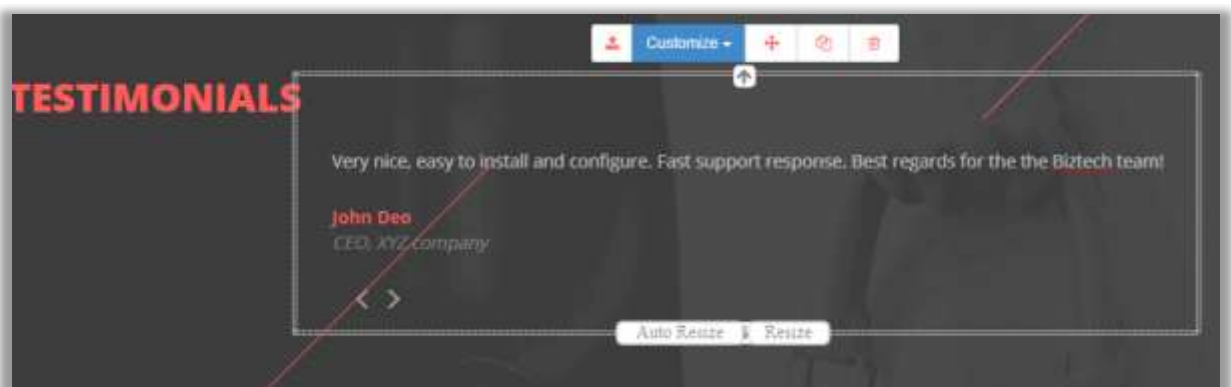 Customize
TESTIMONIALS
Very nice, easy to install and configure. Fast support response. Best regards for the the Biztech team!
John Deo
CEO, XYZ company
Auto Resize Resize